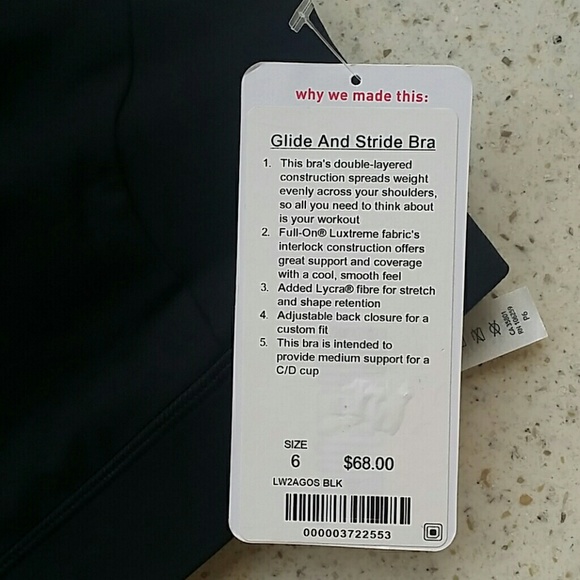 why we made this:
Glide And Stride Bra
1. This bra's double-layered
construction spreads weight
evenly across your shoulders,
so all you need to think about
is your workout
2. Full-On® Luxtreme fabric's
interlock construction offers
great support and coverage
with a cool, smooth feel
3. Added Lycra® fibre for stretch
and shape retention
4. Adjustable back closure for a
custom fit
5. This bra is intended to
provide medium support for a
C/D cup
SIZE
6 $68.00
LW2AGOS BLK
000003722553
RN 106259